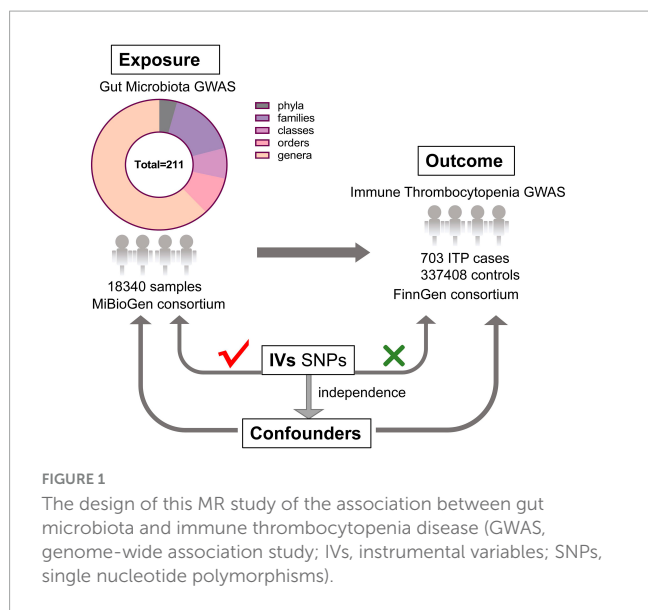 Exposure
Gut Microbiota GWAS
phyla
families
classes
orders
genera
Total=211
18340 samples
MiBioGen consortium
Outcome
Immune Thrombocytopenia GWAS
703 ITP cases
337408 controls
FinnGen consortium
IVs SNPs
independence
Confounders
FIGURE 1
The design of this MR study of the association between gut
microbiota and immune thrombocytopenia disease (GWAS,
genome-wide association study; IVs, instrumental variables; SNPs,
single nucleotide polymorphisms).